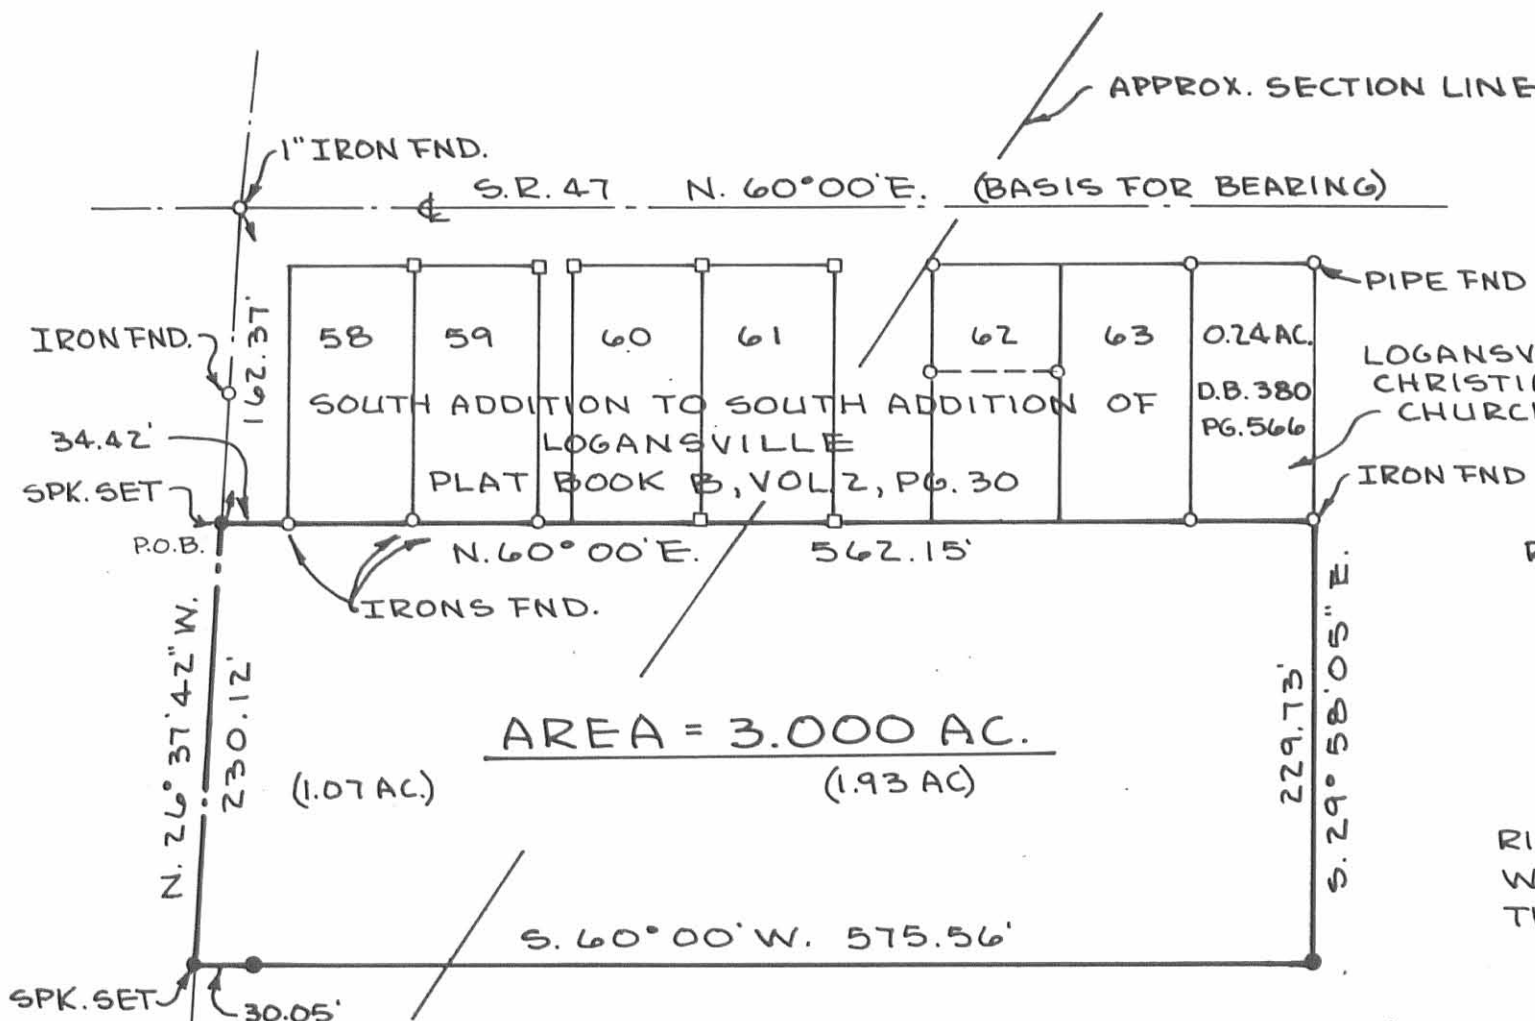 APPROX. SECTION LINE
1" IRON FND.
S.R. 47 N. 60°00'E. (BASIS FOR BEARING)
PIPE FND
IRON FND.
162.37'
58 59 60 61 62 63 0.24 AC.
D.B. 380
PG. 566
LOGANSV
CHRISTI
CHURC
SOUTH ADDITION TO SOUTH ADDITION OF
LOGANSVILLE
PLAT BOOK B, VOL 2, PG. 30
34.42'
SPK. SET
IRON FND
P.O.B.
N. 60°00'E. 562.15'
IRONS FND.
N. 26°37'42" W.
230.12'
AREA = 3.000 AC.
(1.07 AC.) (1.93 AC)
229.73'
S. 29°58'05" E.
RI
W
T
S. 60°00'W. 575.56'
SPK. SET
30.05'